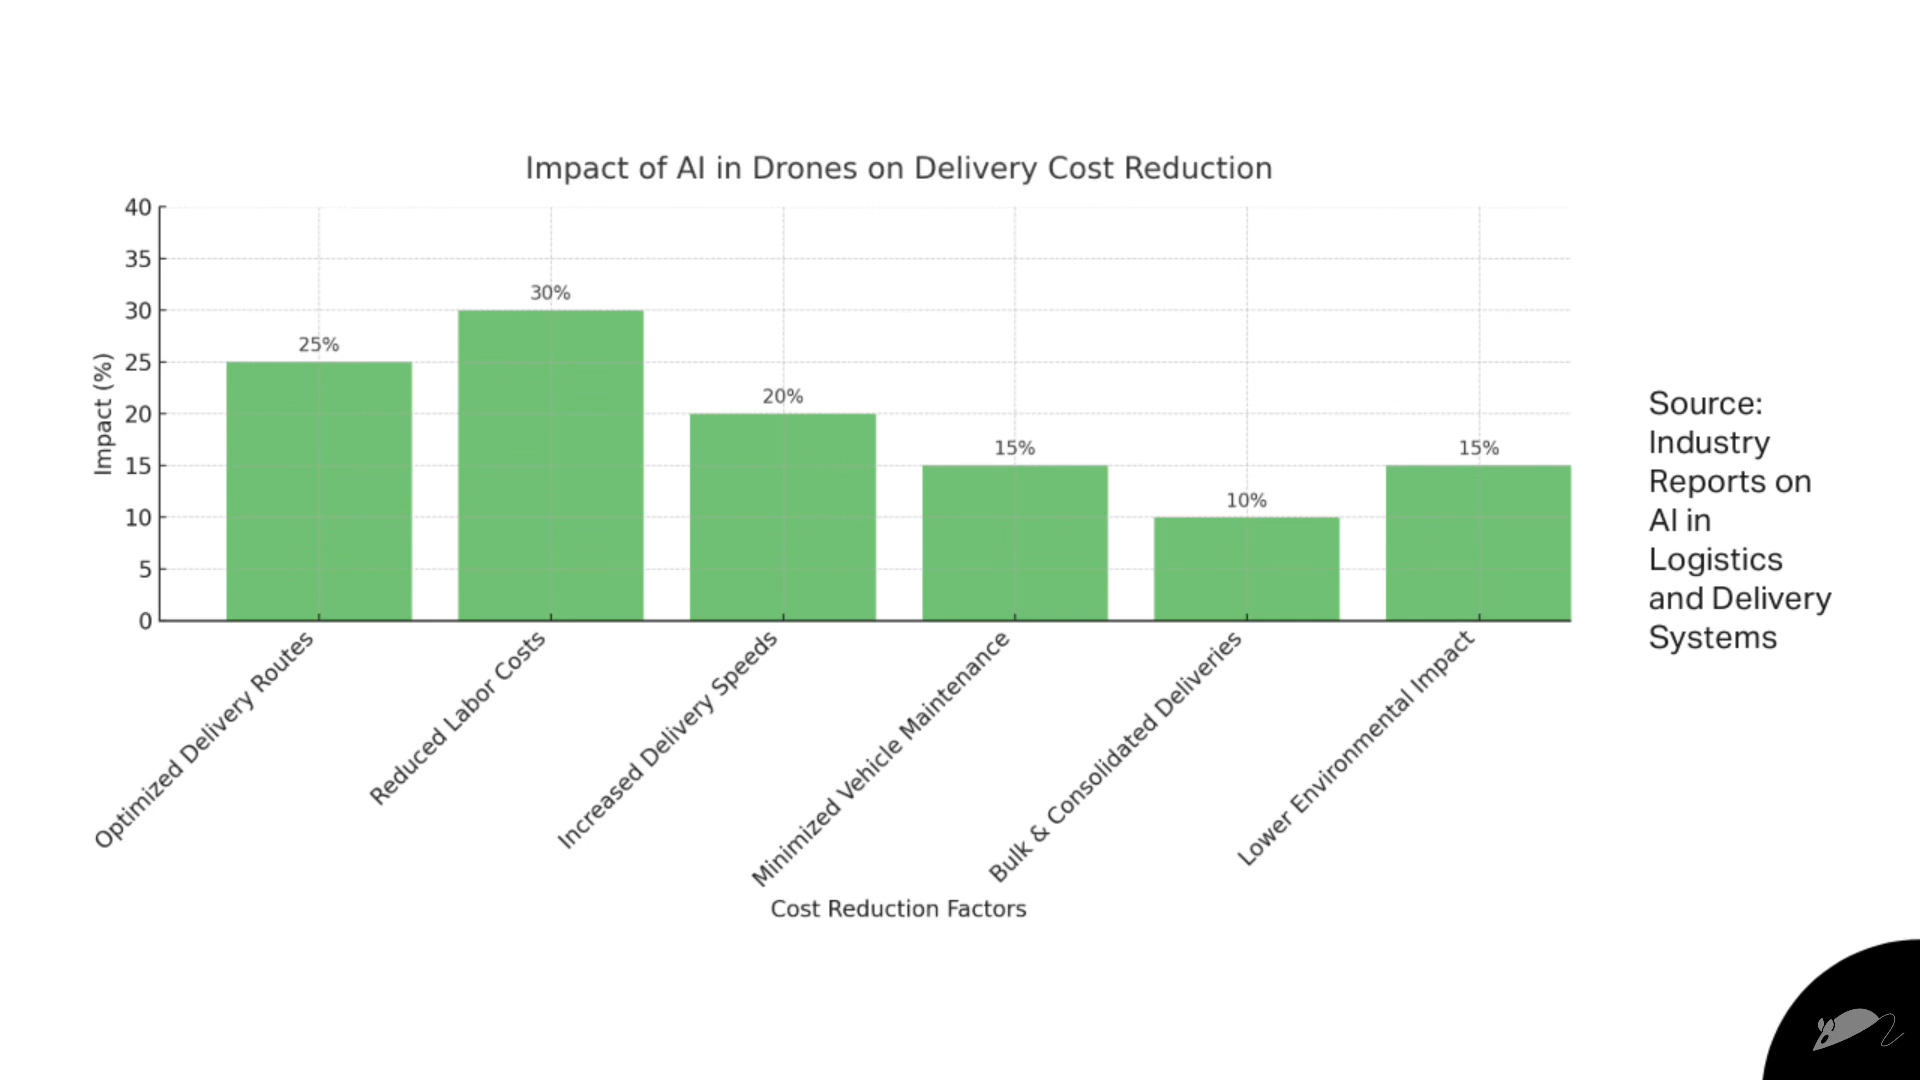 Impact of AI in Drones on Delivery Cost Reduction
40
35
30
25
20
15
10
5
0
Impact (%)
25%
30%
20%
15%
10%
15%
Optimized Delivery Routes
Reduced Labor Costs
Increased Delivery Speeds
Minimized Vehicle Maintenance
Bulk & Consolidated Deliveries
Lower Environmental Impact
Cost Reduction Factors
Source:
Industry
Reports on
AI in
Logistics
and Delivery
Systems